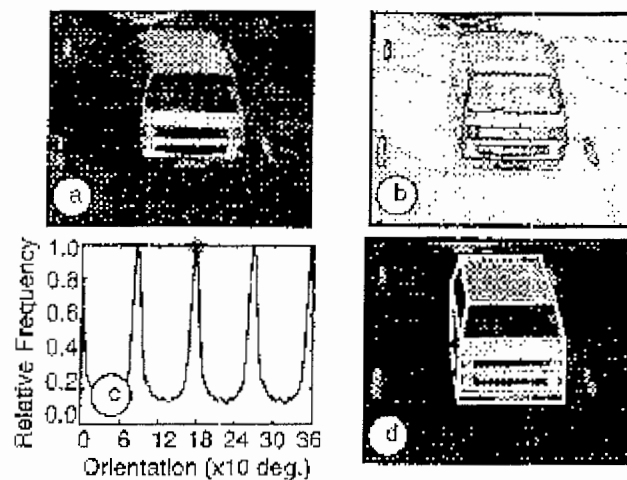 a
b
Relative Frequency
1.0
0.8
0.6
0.4
0.2
0.0
c
0 6 12 18 24 30 36
Orientation (x10 deg.)
d